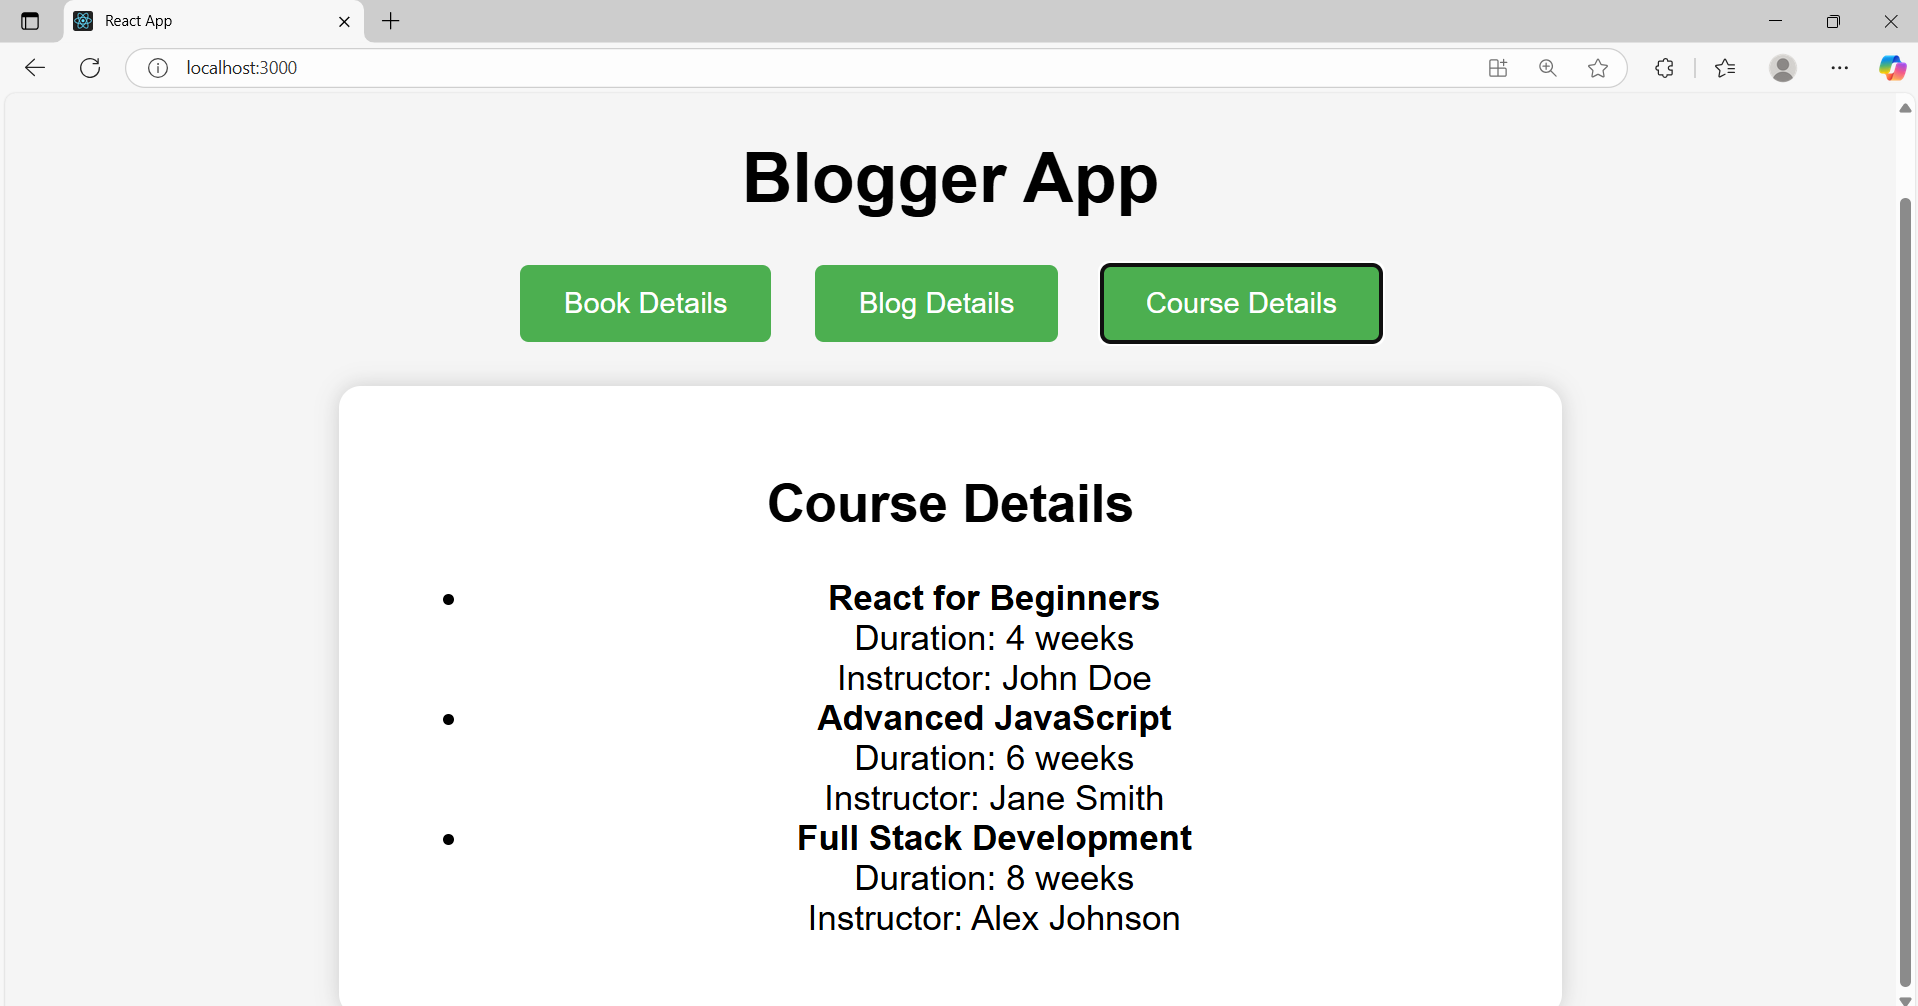 React App
localhost:3000
Blogger App
Book Details
Blog Details
Course Details
Course Details
React for Beginners
Duration: 4 weeks
Instructor: John Doe
Advanced JavaScript
Duration: 6 weeks
Instructor: Jane Smith
Full Stack Development
Duration: 8 weeks
Instructor: Alex Johnson